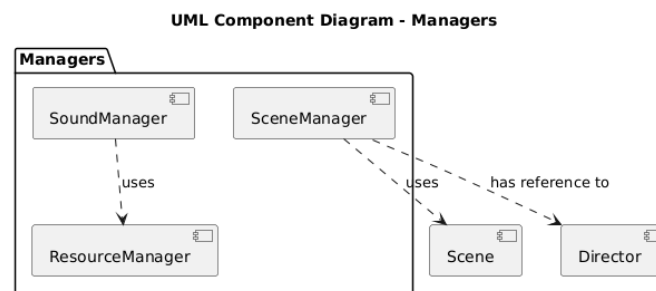 UML Component Diagram - Managers
Managers
SoundManager
SceneManager
uses
uses
has reference to
ResourceManager
Scene
Director